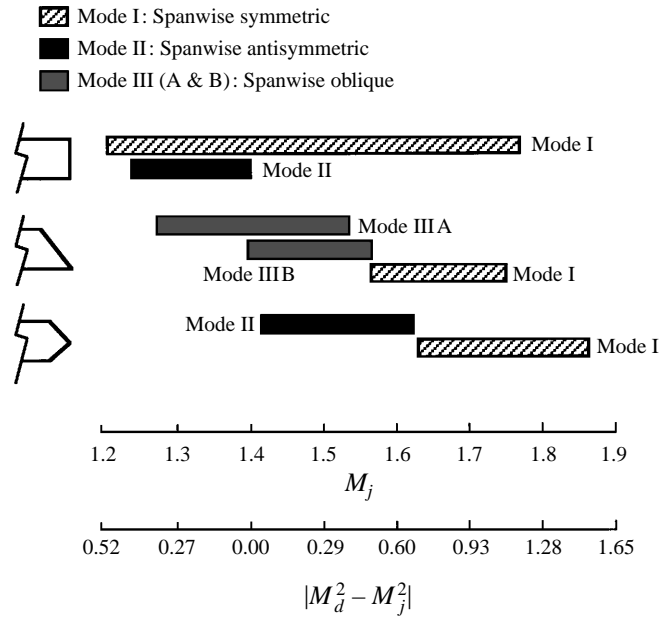 Mode I: Spanwise symmetric
Mode II: Spanwise antisymmetric
Mode III (A & B): Spanwise oblique
Mode I
Mode II
Mode III A
Mode III B
Mode I
Mode II
Mode I
1.2 1.3 1.4 1.5 1.6 1.7 1.8 1.9
M_j
0.52 0.27 0.00 0.29 0.60 0.93 1.28 1.65
|M_d^2 – M_j^2|